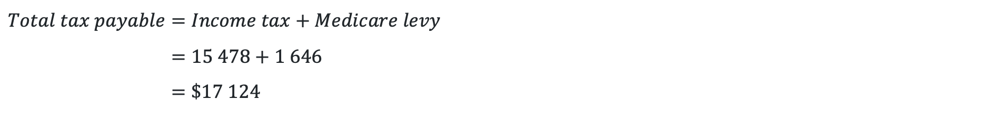 Total tax payable = Income tax + Medicare levy
= 15 478 + 1 646
= $17 124